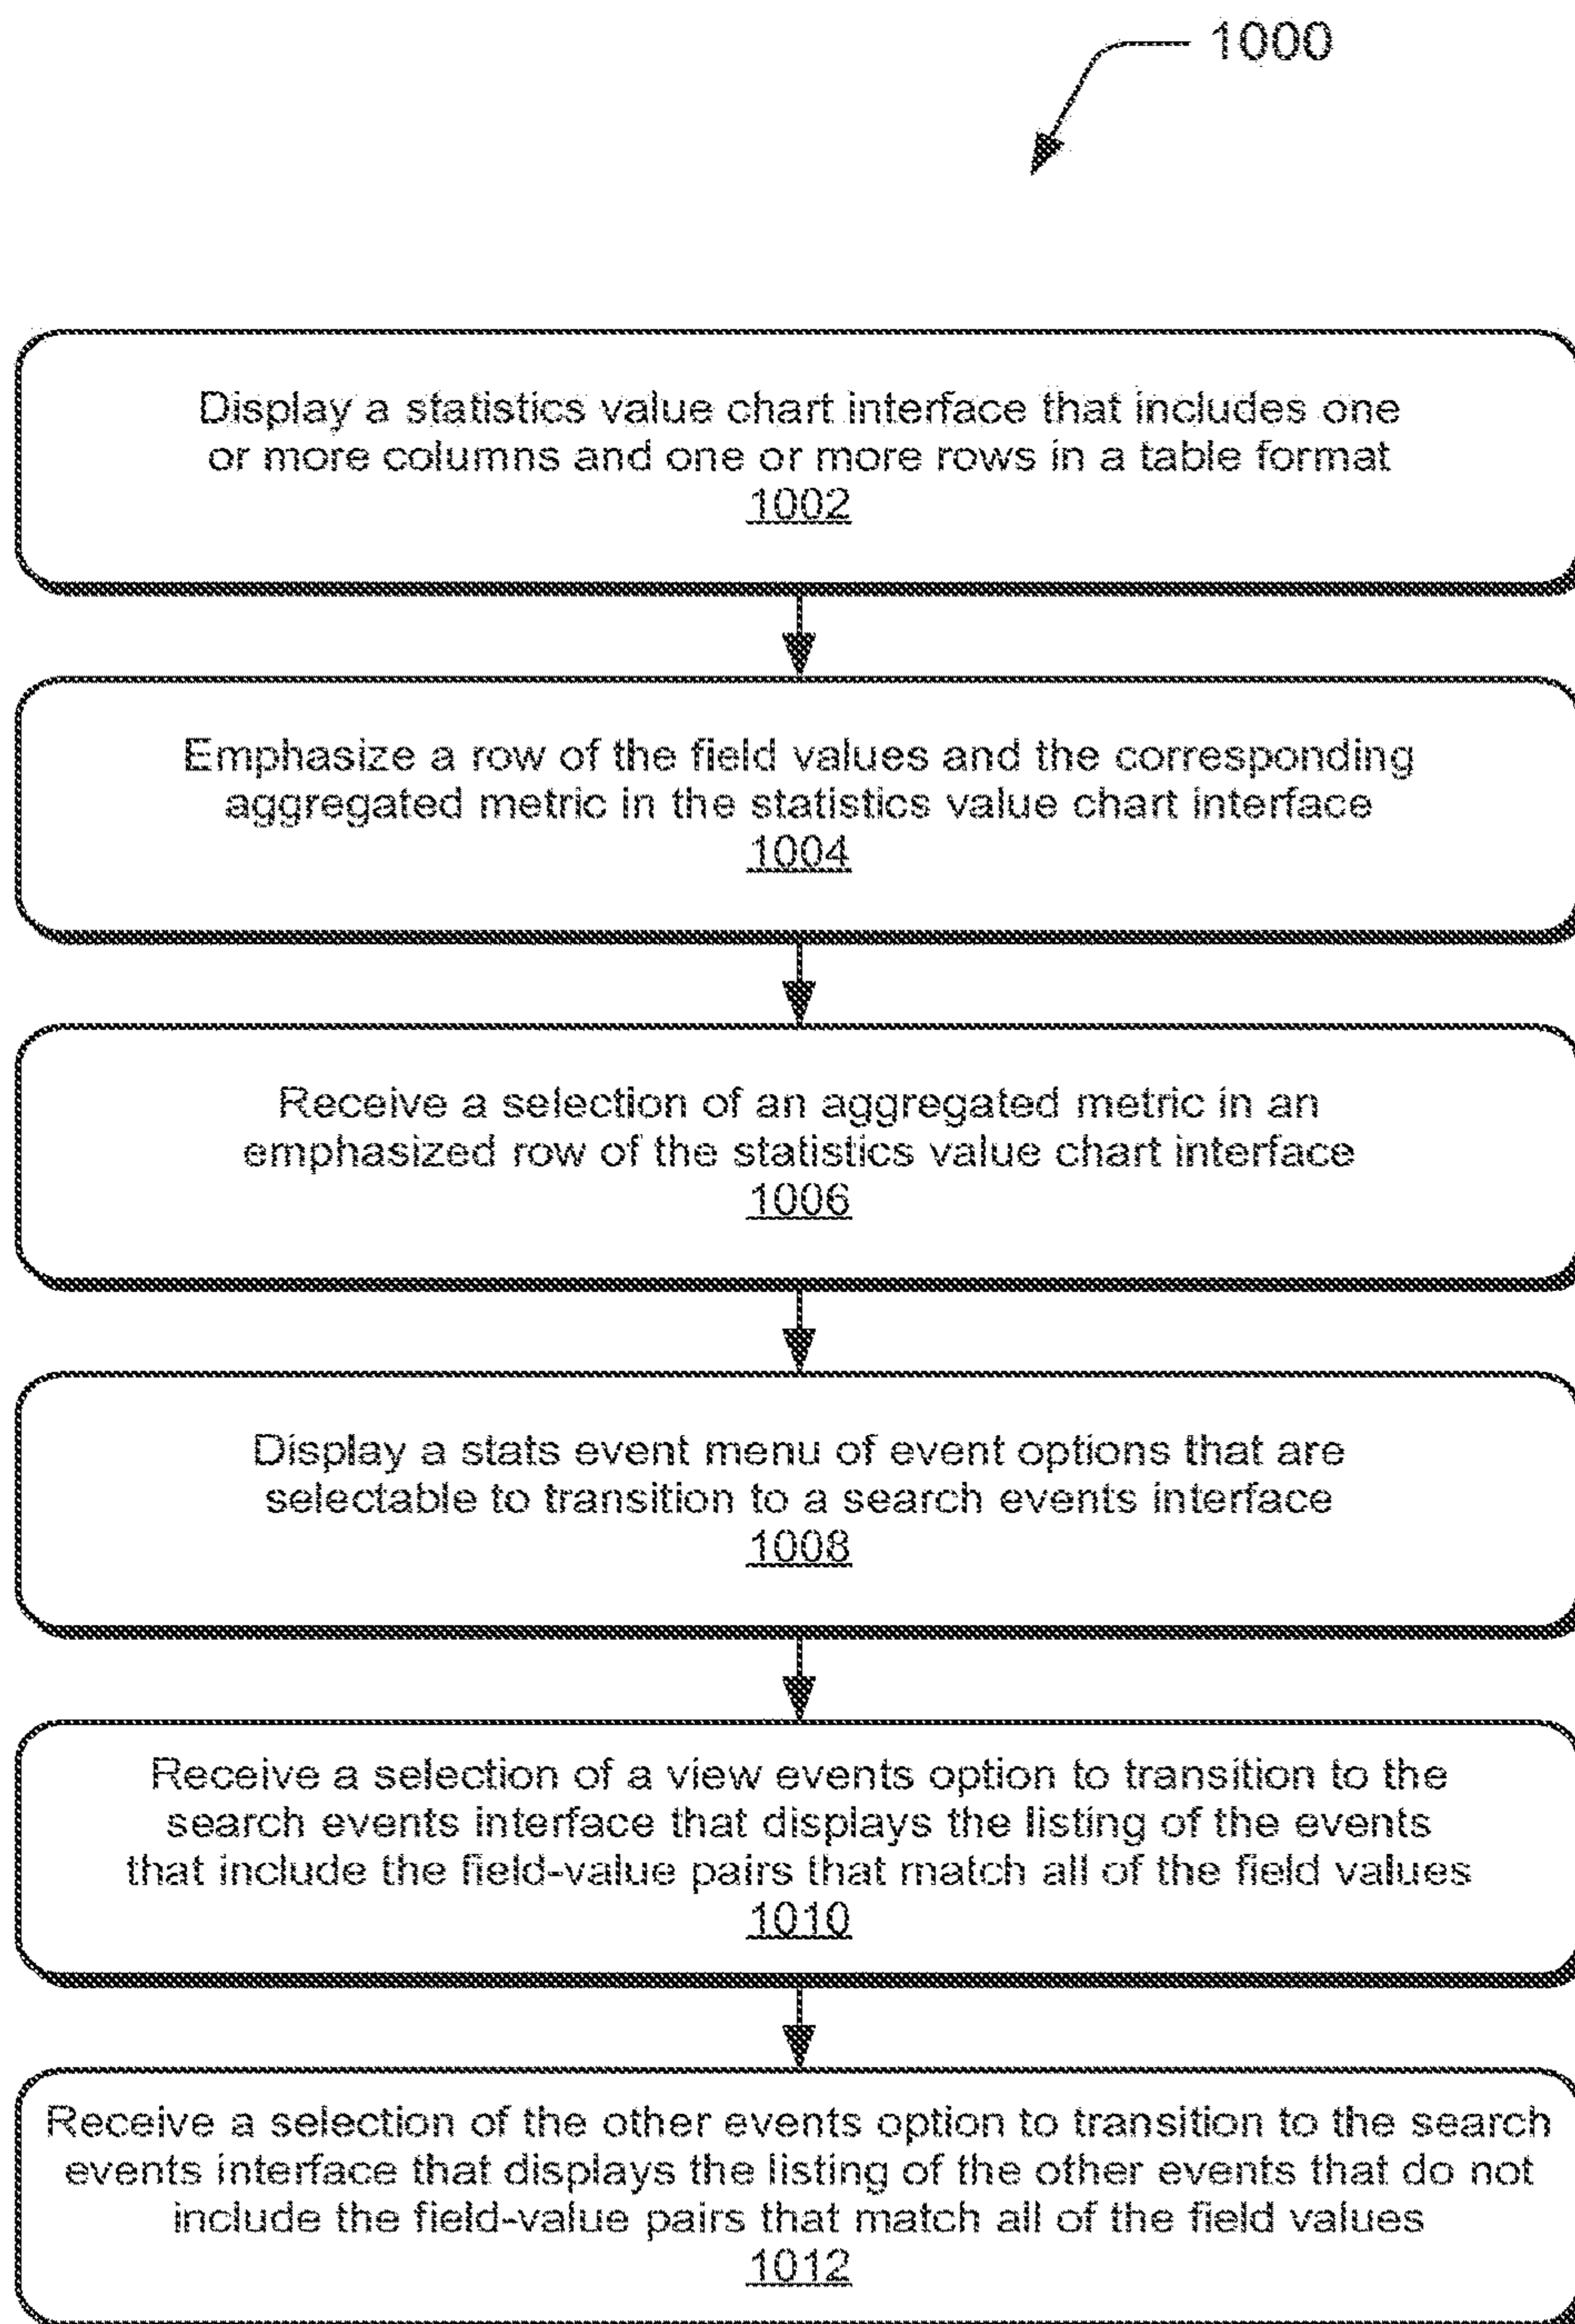 1000
Display a statistics value chart interface that includes one
or more columns and one or more rows in a table format
1002
Emphasize a row of the field values and the corresponding
aggregated metric in the statistics value chart interface
1004
Receive a selection of an aggregated metric in an
emphasized row of the statistics value chart interface
1006
Display a stats event menu of event options that are
selectable to transition to a search events interface
1008
Receive a selection of a view events option to transition to the
search events interface that displays the listing of the events
that include the field-value pairs that match all of the field values
1010
Receive a selection of the other events option to transition to the search
events interface that displays the listing of the other events that do not
include the field-value pairs that match all of the field values
1012